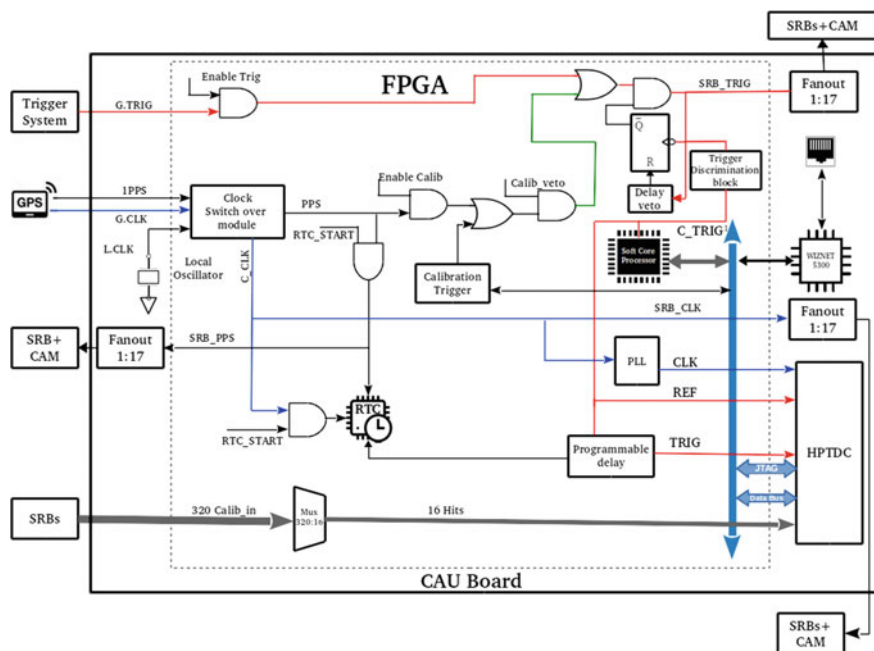 SRBs+CAM
Enable Trig
FPGA
SRB_TRIG
Fanout
1:17
Trigger
System
G.TRIG
Q
R
Trigger
Discrimination
block
Delay
veto
Enable Calib
Calib_veto
GPS
1PPS
G.CLK
L.CLK
Clock
Switch over
module
PPS
RTC_START
Local
Oscillator
C_CLK
Calibration
Trigger
C_TRIG
Soft Core
Processor
WIZNET
5300
SRB_CLK
Fanout
1:17
SRB+
CAM
Fanout
1:17
SRB_PPS
PLL
CLK
REF
RTC
RTC_START
Programmable
delay
TRIG
HPTDC
JTAG
Data Bus
SRBs
320 Calib_in
Mux
320:16
16 Hits
CAU Board
SRBs+
CAM